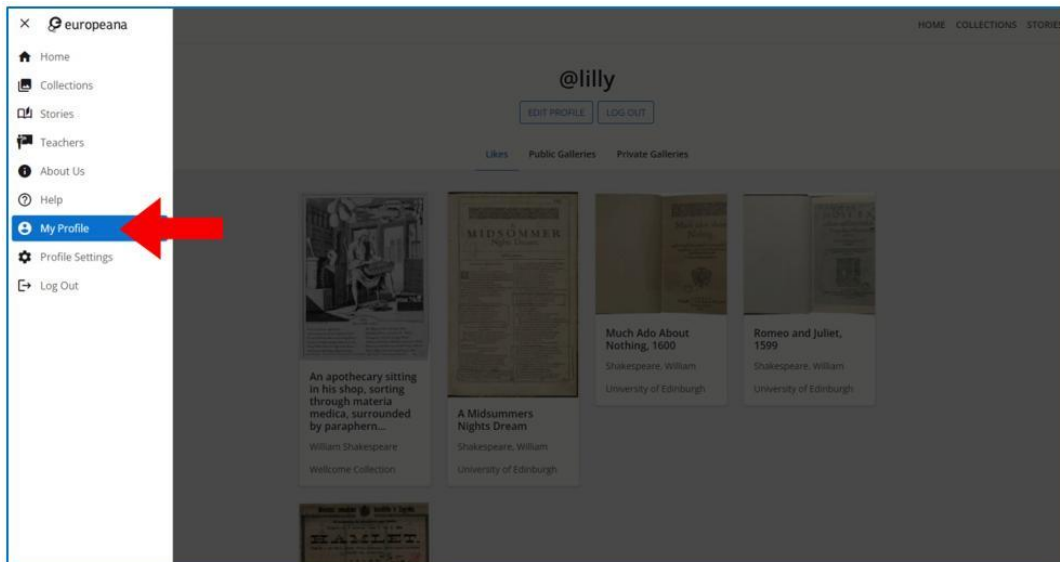 europeana
Home
Collections
Stories
Teachers
About Us
Help
My Profile
Profile Settings
Log Out
HOME COLLECTIONS STORIES
@lilly
EDIT PROFILE LOG OUT
Likes Public Galleries Private Galleries
An apothecary sitting
in his shop, sorting
through materia
medica, surrounded
by paraphern...
William Shakespeare
Wellcome Collection
MIDSOMMER
Nights Dreame
A Midsummers
Nights Dream
Shakespeare, William
University of Edinburgh
Much Ado About
Nothing, 1600
Shakespeare, William
University of Edinburgh
Romeo and Juliet,
1599
Shakespeare, William
University of Edinburgh
HAMLET.